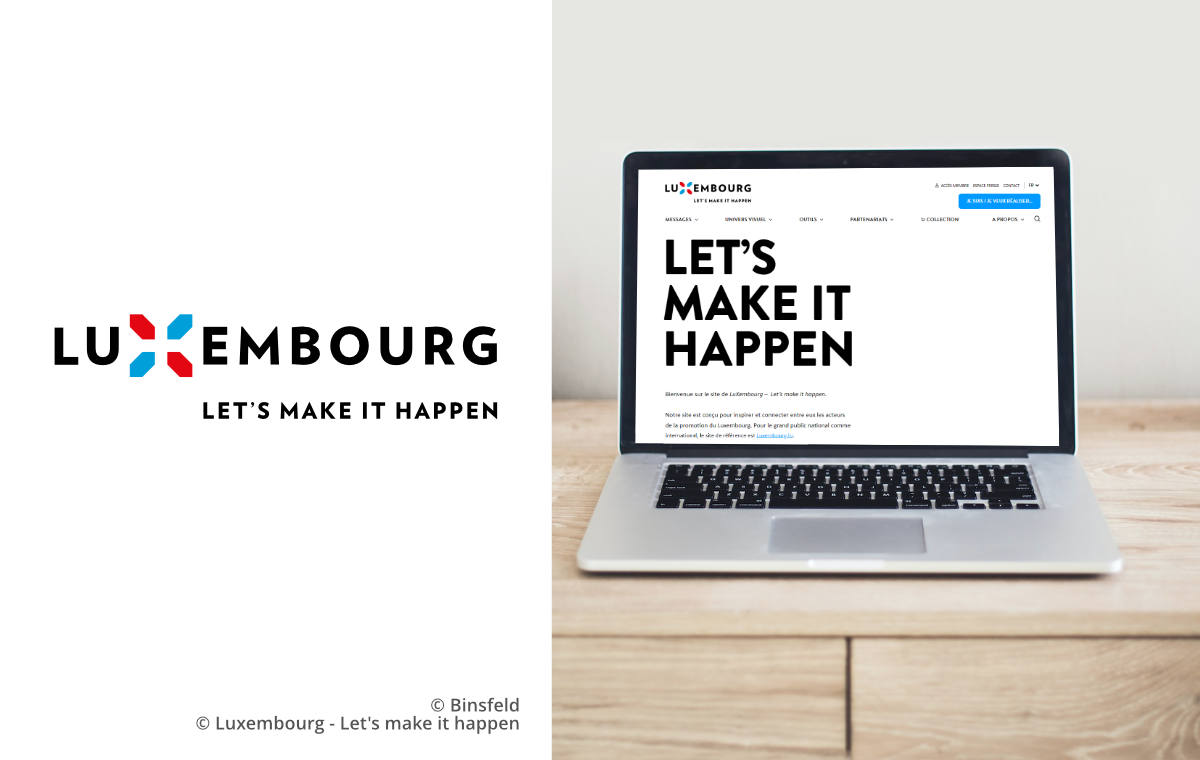 LUXEMBOURG
LET'S MAKE IT HAPPEN
© Binsfeld
© Luxembourg - Let's make it happen
LUXEMBOURG
LET'S MAKE IT HAPPEN
ACCÈS MEMBRE ESPACE PRESSE CONTACT FR
JE SUIS / JE VEUX RÉALISER...
MESSAGES UNIVERS VISUEL OUTILS PARTENARIATS U COLLECTION A PROPOS
LET'S
MAKE IT
HAPPEN
Bienvenue sur le site de Luxembourg – Let's make it happen.
Notre site est conçu pour inspirer et connecter entre eux les acteurs
de la promotion du Luxembourg. Pour le grand public national comme
international, le site de référence est Luxembourg.lu.